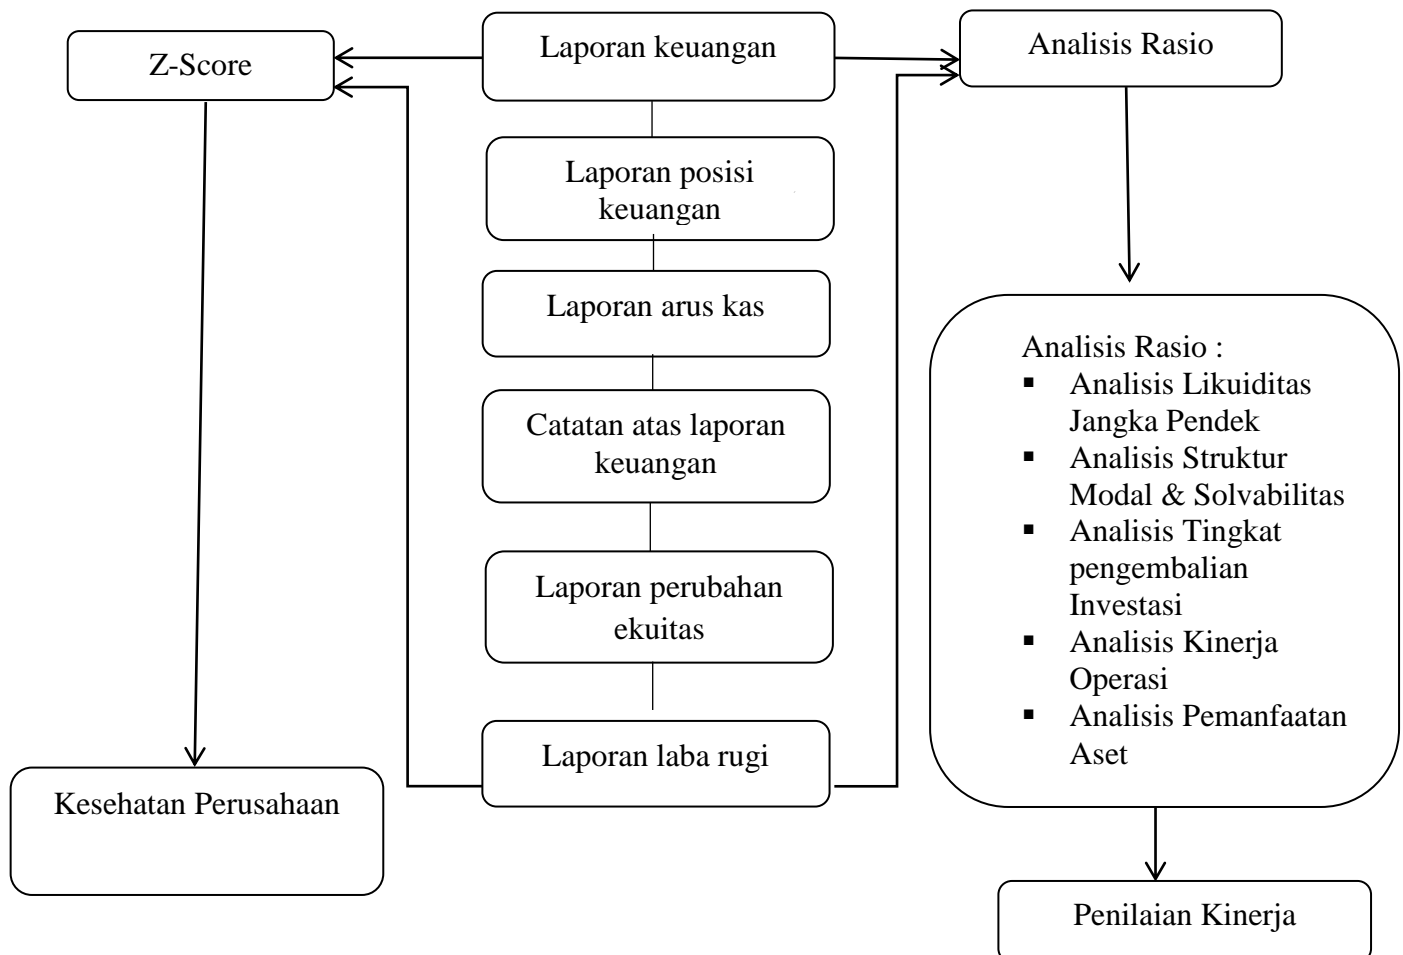 Z-Score
Laporan keuangan
Analisis Rasio
Laporan posisi
keuangan
Laporan arus kas
Catatan atas laporan
keuangan
Laporan perubahan
ekuitas
Laporan laba rugi
Kesehatan Perusahaan
Analisis Rasio :
▪ Analisis Likuiditas
Jangka Pendek
▪ Analisis Struktur
Modal & Solvabilitas
▪ Analisis Tingkat
pengembalian
Investasi
▪ Analisis Kinerja
Operasi
▪ Analisis Pemanfaatan
Aset
Penilaian Kinerja